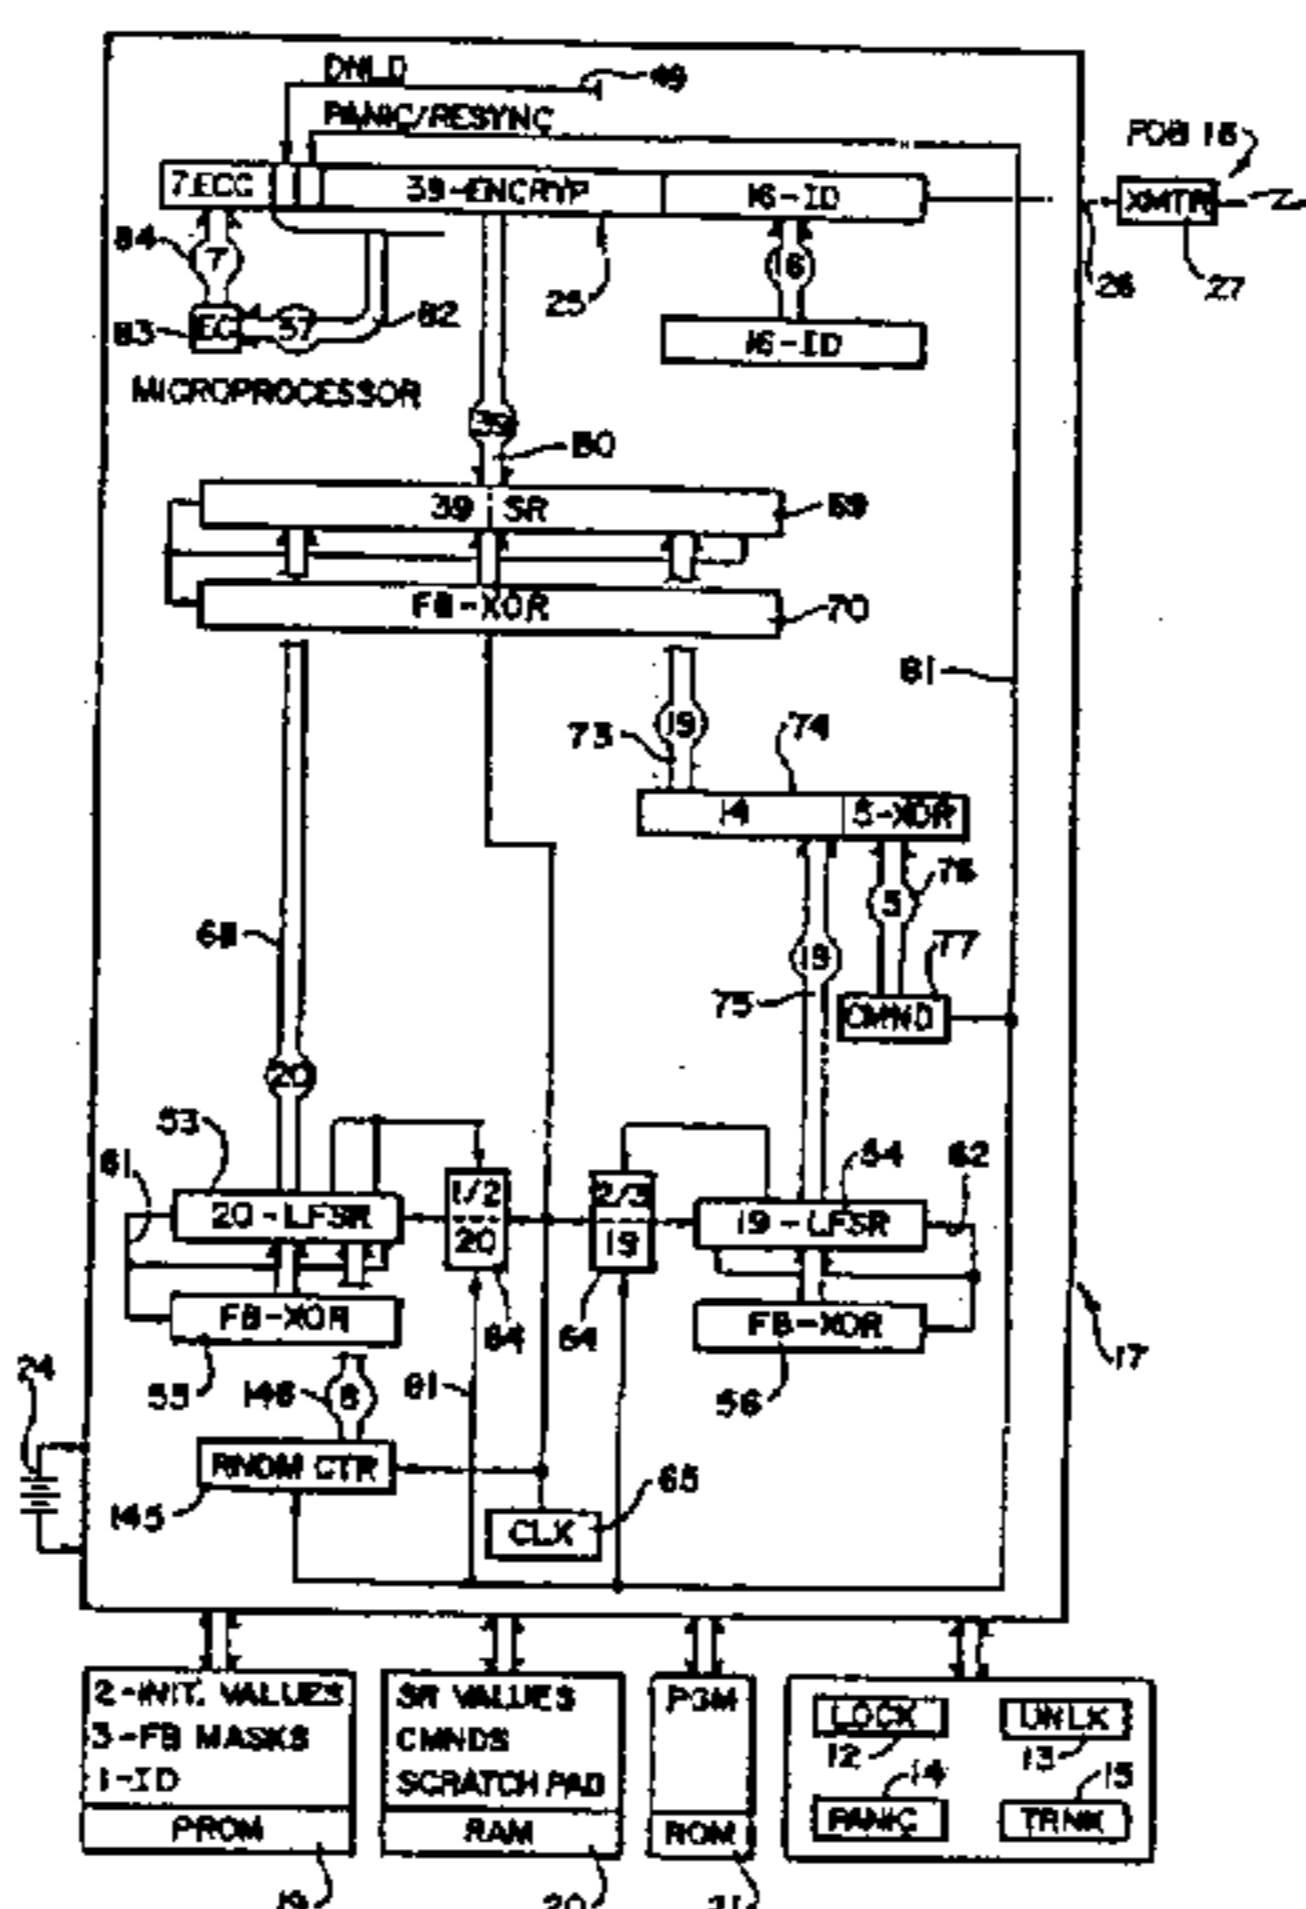 DNLD
49
PANIC/RESYNC
FOB 16
7.ECC
39-ENCRYP
16-ID
XMTR
84
7
16
25
26
27
83
EC
57
82
16-ID
MICROPROCESSOR
39
80
39 SR
69
FB-XOR
70
81
19
73
74
14
5-XOR
76
5
68
19
77
75
CMND
20
53
61
54
62
1/2
2/3
20-LFSR
20
19
19-LFSR
FB-XOR
64
64
FB-XOR
17
24
55
146
8
81
56
RNDM CTR
65
145
CLK
2-INIT. VALUES
SR VALUES
PGM
LOCK
UNLK
3-FB MASKS
CMNDS
12
13
1-ID
SCRATCH PAD
14
15
PROM
RAM
ROM
PANIC
TRNK
19
20
21